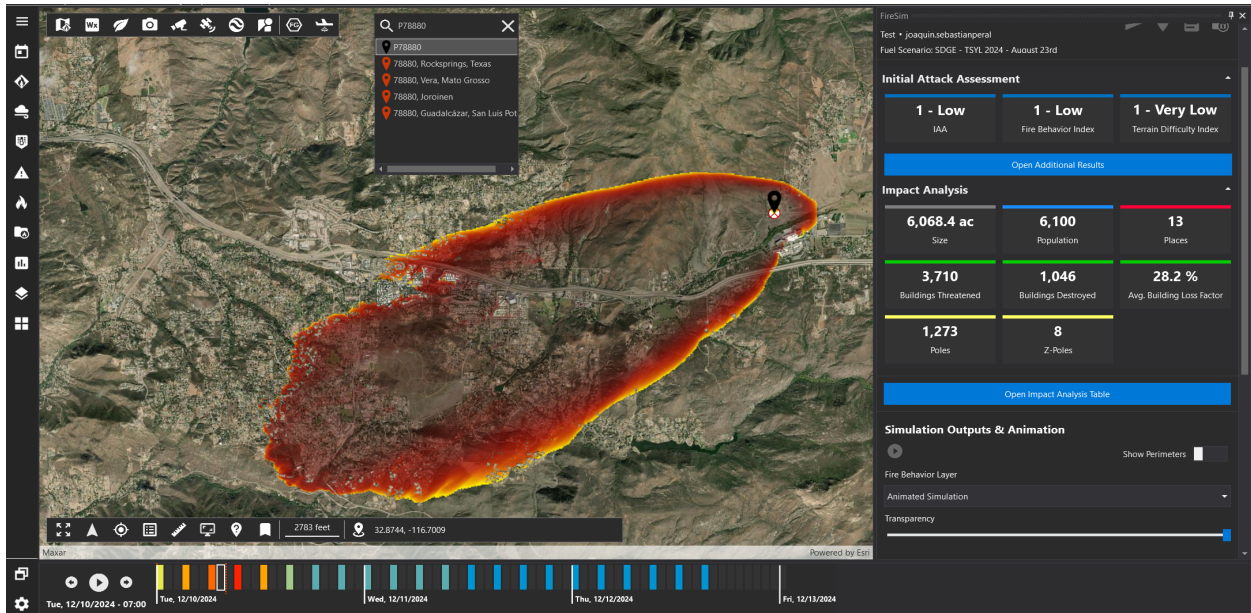 Wx
FG
P78880
P78880
78880, Rocksprings, Texas
78880, Vera, Mato Grosso
78880, Joroinen
78880, Guadalcázar, San Luis Pot
2783 feet
32.8744, -116.7009
Maxar
Powered by Esri
FireSim
Test • joaquin.sebastianperal
Fuel Scenario: SDGE - TSYL 2024 - August 23rd
Initial Attack Assessment
1 - Low
IAA
1 - Low
Fire Behavior Index
1 - Very Low
Terrain Difficulty Index
Open Additional Results
Impact Analysis
6,068.4 ac
Size
6,100
Population
13
Places
3,710
Buildings Threatened
1,046
Buildings Destroyed
28.2 %
Avg. Building Loss Factor
1,273
Poles
8
Z-Poles
Open Impact Analysis Table
Simulation Outputs & Animation
Show Perimeters
Fire Behavior Layer
Animated Simulation
Transparency
Tue, 12/10/2024 - 07:00
Tue, 12/10/2024
Wed, 12/11/2024
Thu, 12/12/2024
Fri, 12/13/2024